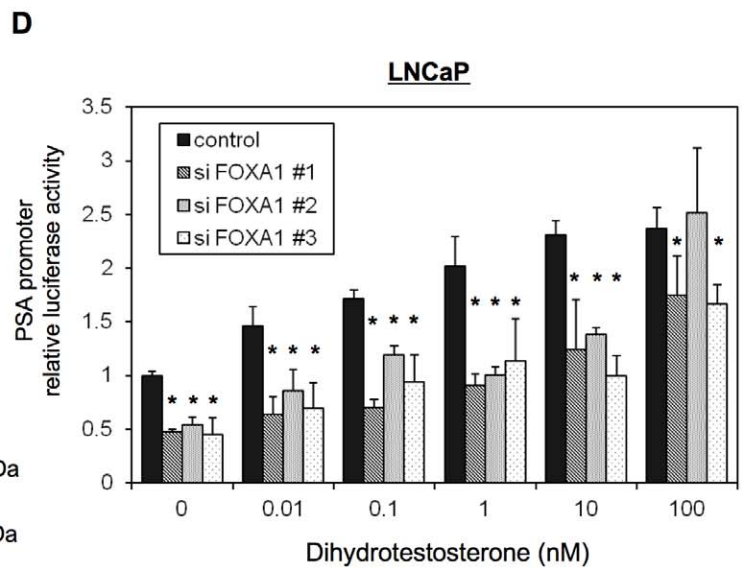 D
LNCaP
PSA promoter
relative luciferase activity
3.5
3
2.5
2
1.5
1
0.5
0
control
si FOXA1 #1
si FOXA1 #2
si FOXA1 #3
* * *
* * *
* * *
* * *
* * *
* *
0 0.01 0.1 1 10 100
Dihydrotestosterone (nM)
Da
Da